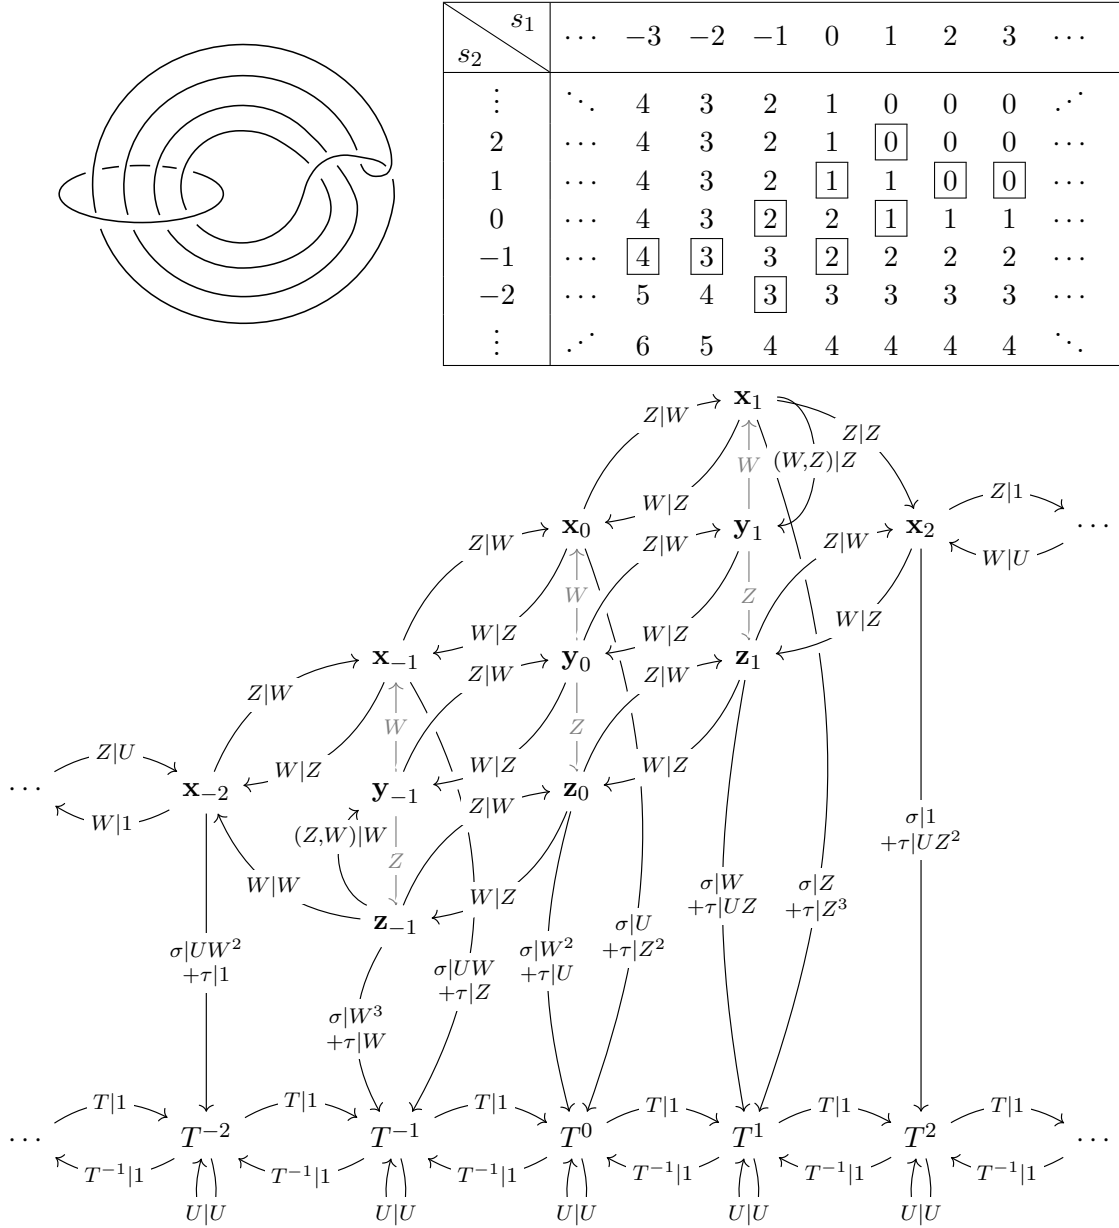 s₁
s₂ ⋯ −3 −2 −1 0 1 2 3 ⋯
⋮ ⋱ 4 3 2 1 0 0 0 ⋰
2 ⋯ 4 3 2 1 0 0 0 ⋯
1 ⋯ 4 3 2 1 1 0 0 ⋯
0 ⋯ 4 3 2 2 1 1 1 ⋯
−1 ⋯ 4 3 3 2 2 2 2 ⋯
−2 ⋯ 5 4 3 3 3 3 3 ⋯
⋮ ⋰ 6 5 4 4 4 4 4 ⋱
x₁
Z|W
Z|Z
W
(W,Z)|Z
Z|1
W|Z
x₀ y₁ x₂ ⋯
Z|W Z|W Z|W
W|U
W Z
W|Z W|Z W|Z
x₋₁ y₀ z₁
Z|W Z|W Z|W
W Z
Z|U W|Z W|Z W|Z
⋯ x₋₂ y₋₁ z₀
W|1 Z|W
(Z,W)|W
σ|1
+τ|UZ²
Z
W|W W|Z
σ|W
+τ|UZ
σ|Z
+τ|Z³
z₋₁
σ|UW²
+τ|1
σ|UW
+τ|Z
σ|W²
+τ|U
σ|U
+τ|Z²
σ|W³
+τ|W
T|1 T|1 T|1 T|1 T|1 T|1
⋯ T⁻² T⁻¹ T⁰ T¹ T² ⋯
T⁻¹|1 T⁻¹|1 T⁻¹|1 T⁻¹|1 T⁻¹|1 T⁻¹|1
U|U U|U U|U U|U U|U